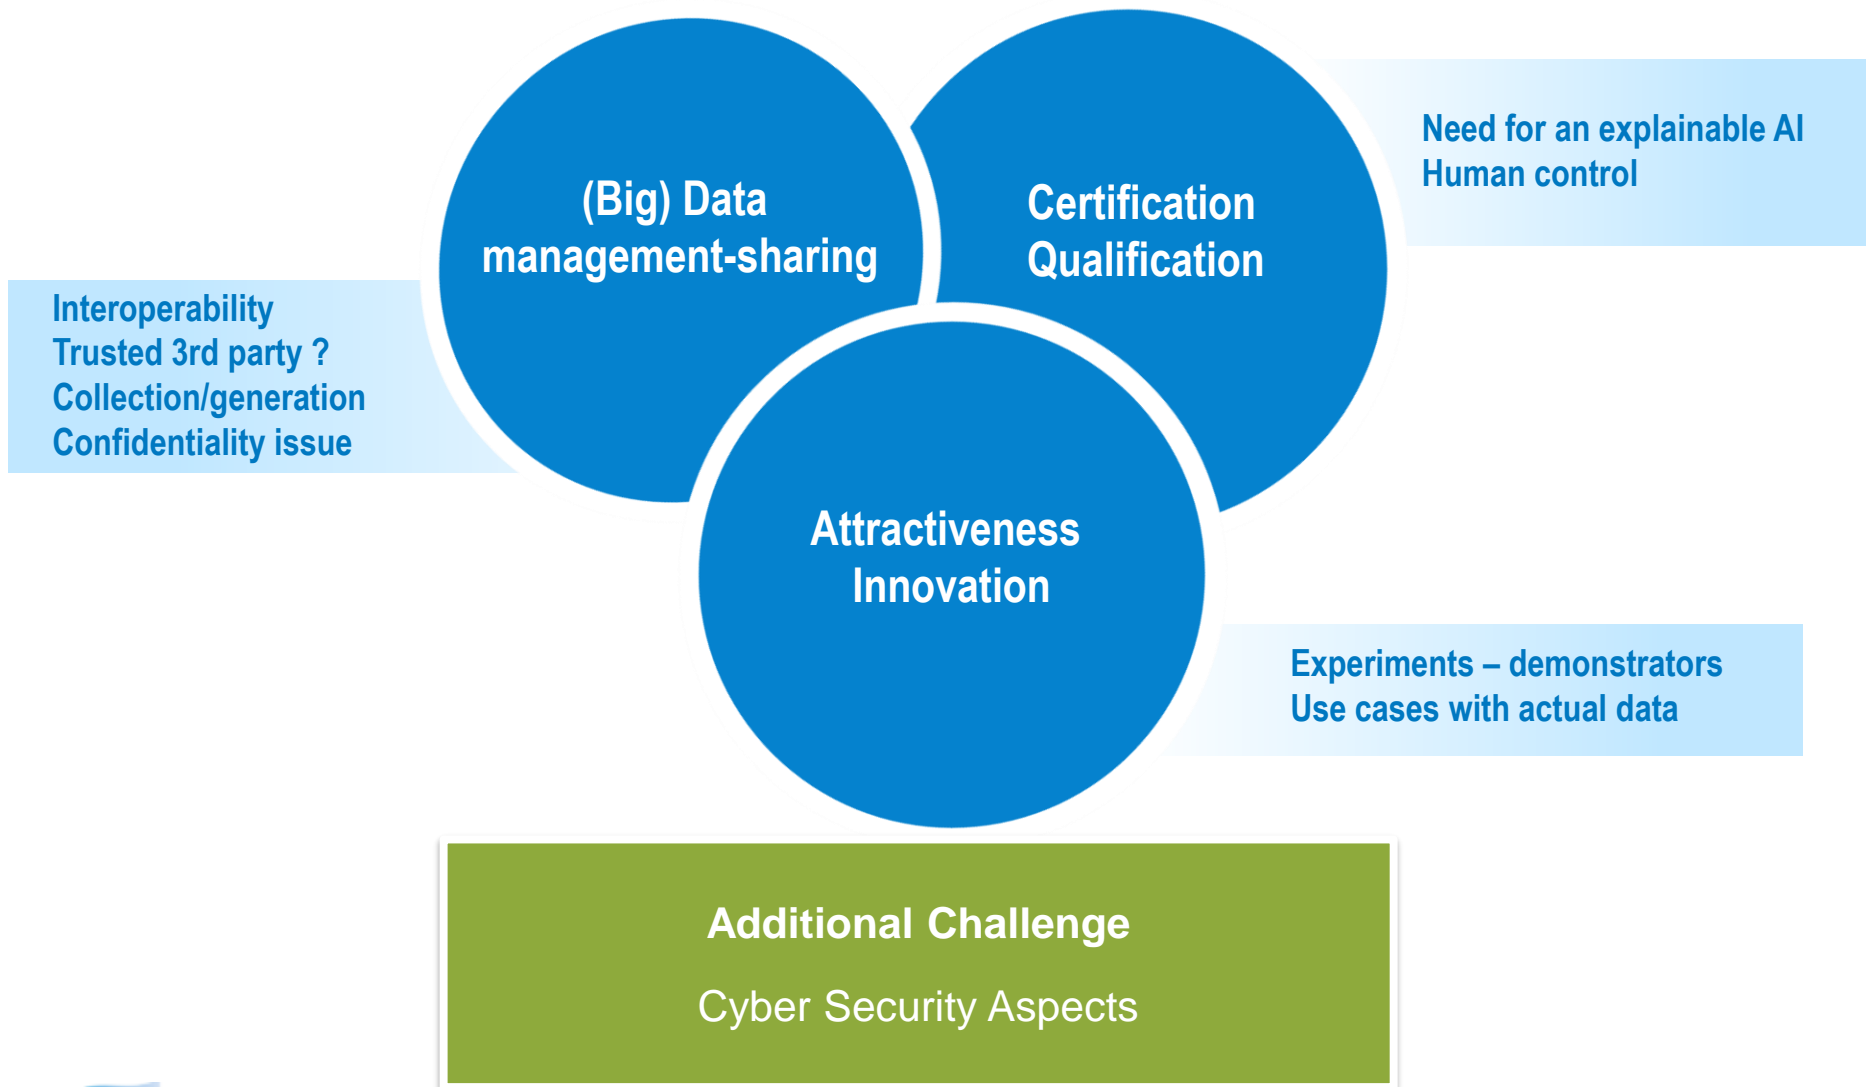 (Big) Data
management-sharing
Certification
Qualification
Need for an explainable AI
Human control
Interoperability
Trusted 3rd party ?
Collection/generation
Confidentiality issue
Attractiveness
Innovation
Experiments – demonstrators
Use cases with actual data
Additional Challenge
Cyber Security Aspects